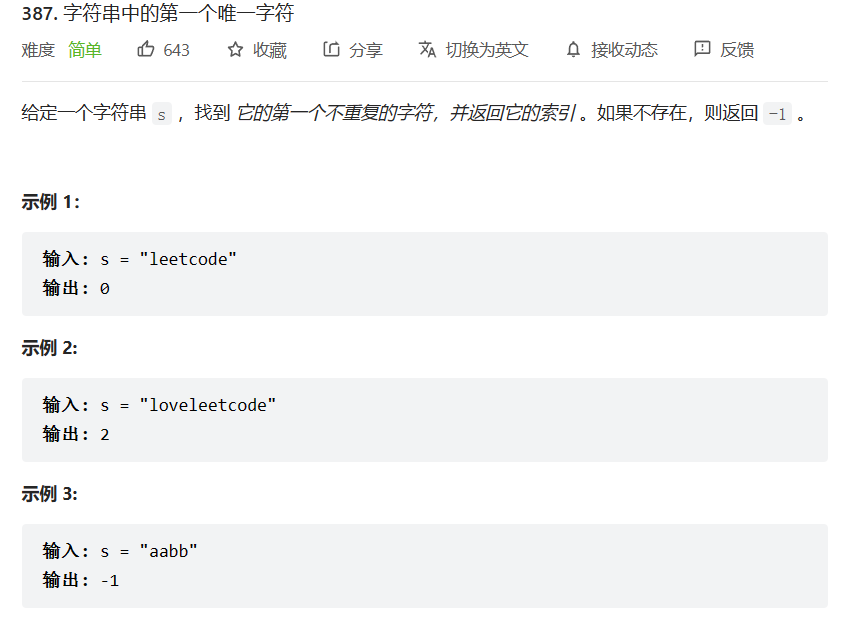 387. 字符串中的第一个唯一字符
难度 简单 643 收藏 分享 切换为英文 接收动态 反馈
给定一个字符串 s ，找到 它的第一个不重复的字符，并返回它的索引 。如果不存在，则返回 -1 。
示例 1：
输入：s = "leetcode"
输出：0
示例 2:
输入：s = "loveleetcode"
输出：2
示例 3:
输入：s = "aabb"
输出：-1